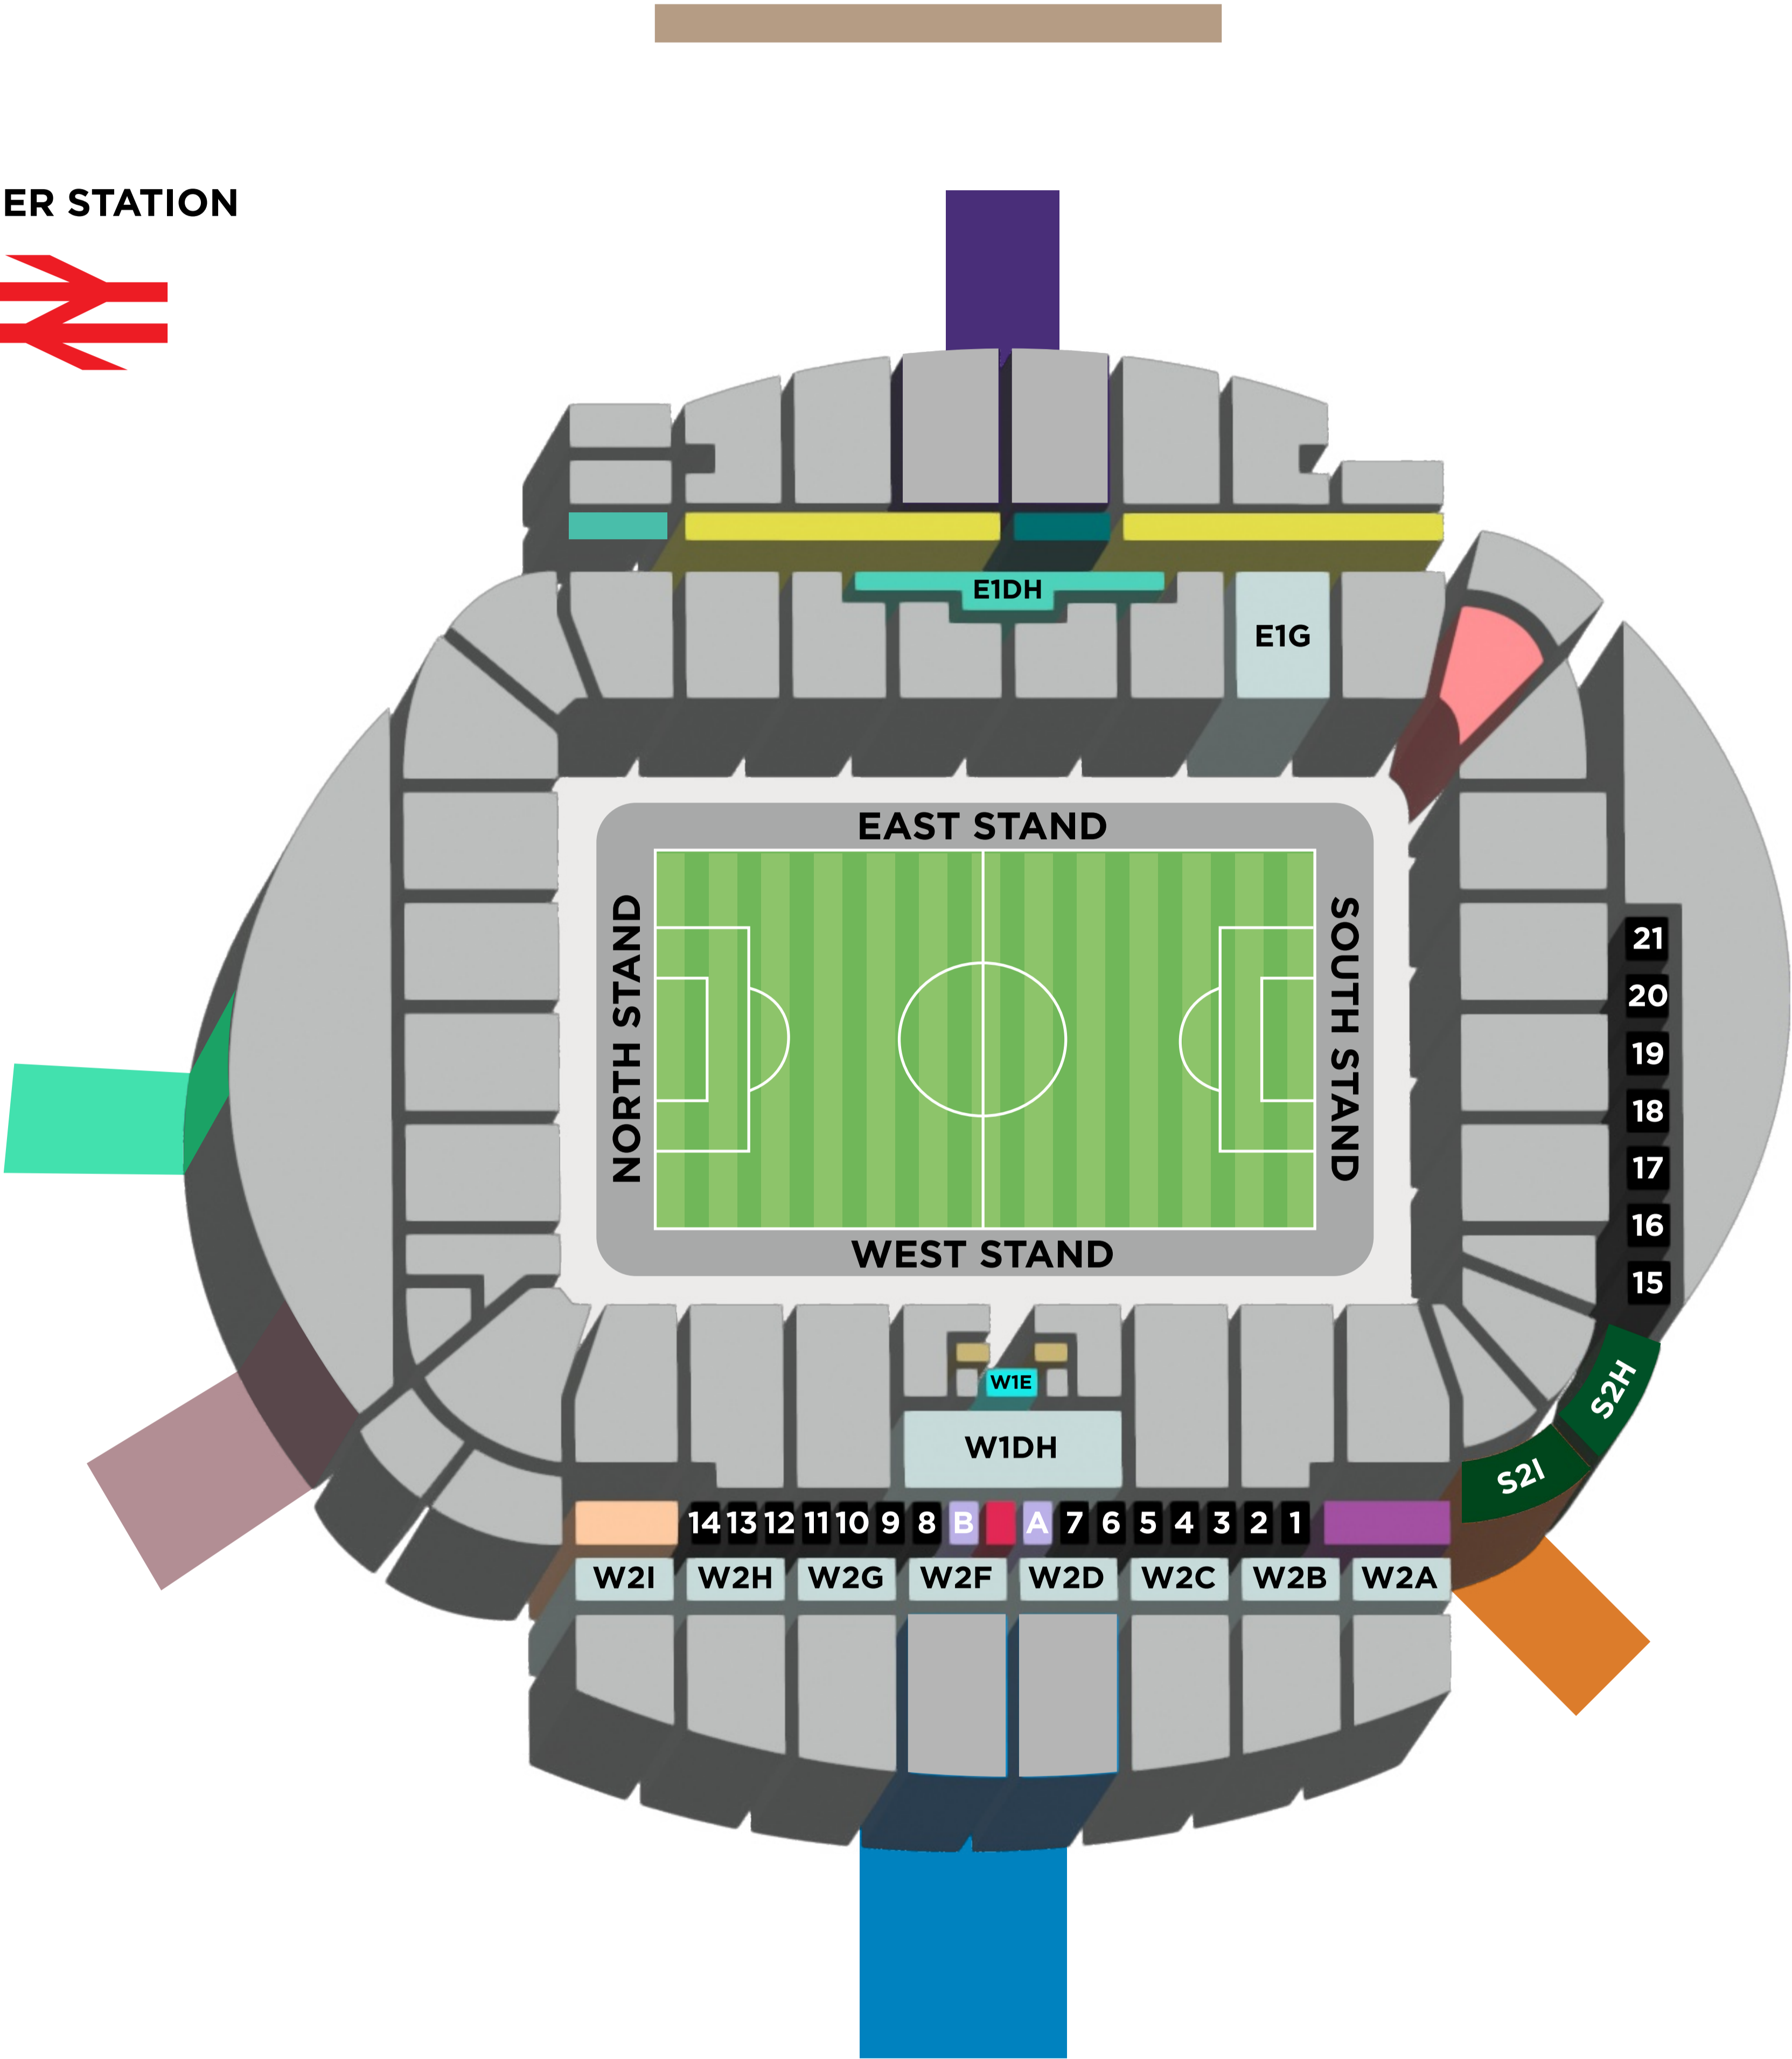 ER STATION
E1DH
E1G
EAST STAND
NORTH STAND
SOUTH STAND
WEST STAND
21
20
19
18
17
16
15
S2H
S2I
W1E
W1DH
14 13 12 11 10 9 8 B A 7 6 5 4 3 2 1
W2I W2H W2G W2F W2D W2C W2B W2A